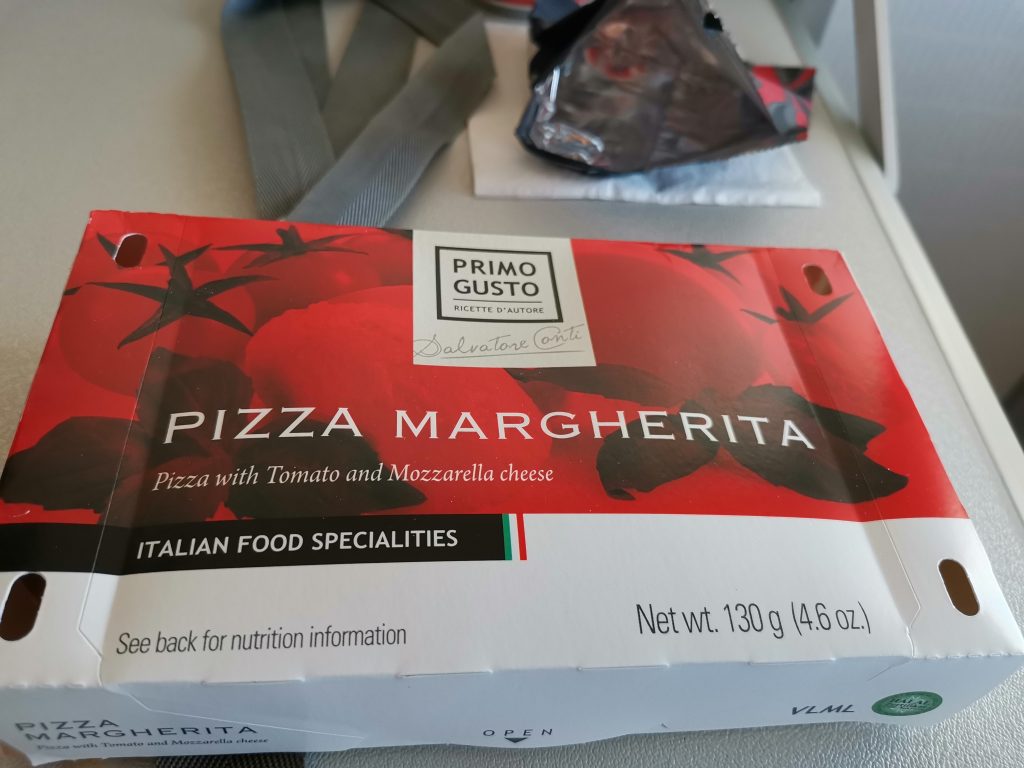 PRIMO
GUSTO
RICETTE D'AUTORE
Salvatore Conti
PIZZA MARGHERITA
Pizza with Tomato and Mozzarella cheese
ITALIAN FOOD SPECIALITIES
See back for nutrition information
Net wt. 130 g (4.6 oz.)
PIZZA
MARGHERITA
Pizza with Tomato and Mozzarella cheese
OPEN
VLML
HALAL